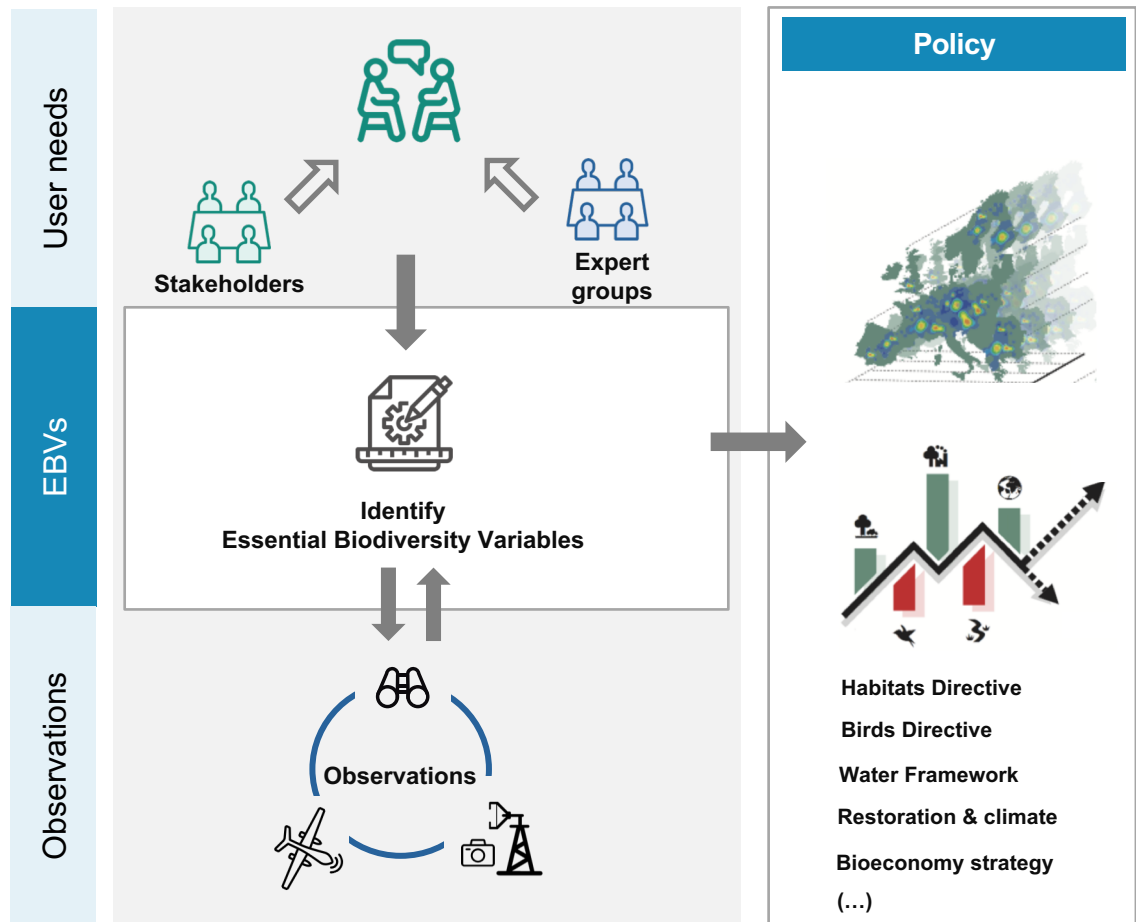 User needs
Stakeholders
Expert
groups
EBVs
Identify
Essential Biodiversity Variables
Observations
Observations
Policy
Habitats Directive
Birds Directive
Water Framework
Restoration & climate
Bioeconomy strategy
(…)